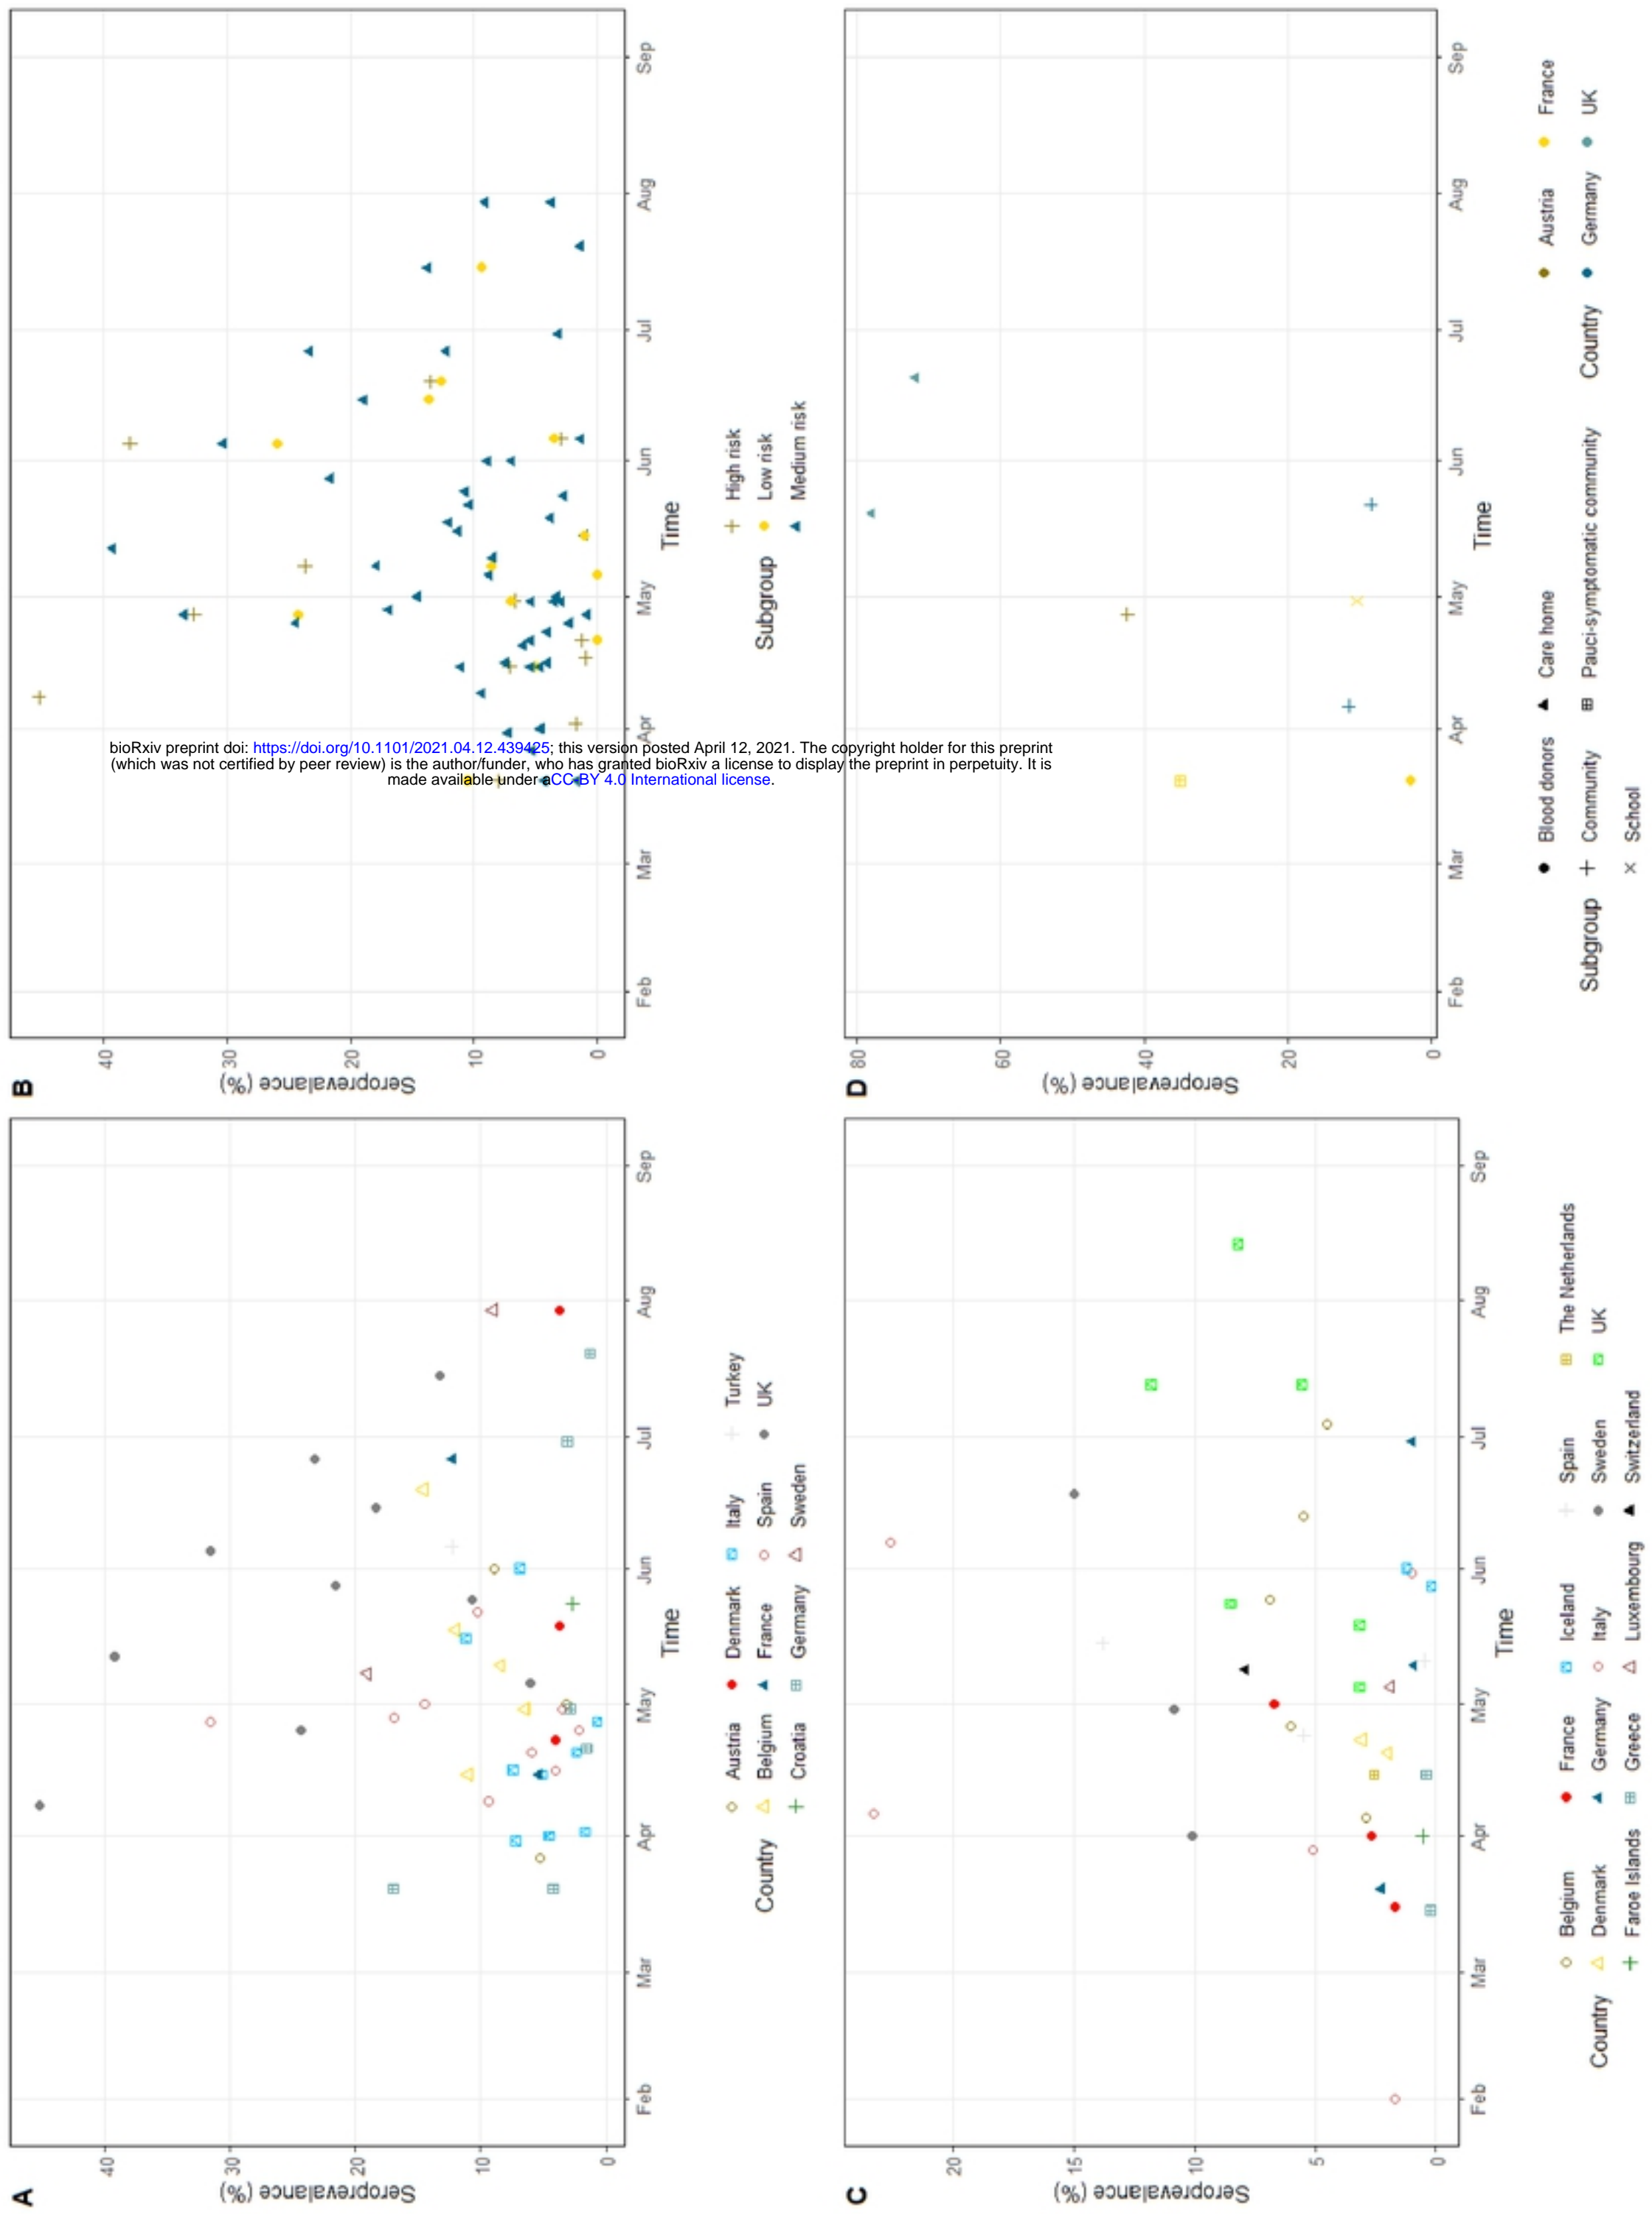 A
Seroprevalance (%)
0
10
20
30
40
Feb
Mar
Apr
May
Jun
Jul
Aug
Sep
Time
Country
Austria
Denmark
Italy
Turkey
Belgium
France
Spain
UK
Croatia
Germany
Sweden
B
Seroprevalance (%)
0
10
20
30
40
Feb
Mar
Apr
May
Jun
Jul
Aug
Sep
Time
Subgroup
High risk
Low risk
Medium risk
bioRxiv preprint doi: https://doi.org/10.1101/2021.04.12.439425; this version posted April 12, 2021. The copyright holder for this preprint
(which was not certified by peer review) is the author/funder, who has granted bioRxiv a license to display the preprint in perpetuity. It is
made available under aCC-BY 4.0 International license.
C
Seroprevalance (%)
0
5
10
15
20
Feb
Mar
Apr
May
Jun
Jul
Aug
Sep
Time
Country
Belgium
France
Iceland
Spain
The Netherlands
Denmark
Germany
Italy
Sweden
UK
Faroe Islands
Greece
Luxembourg
Switzerland
D
Seroprevalance (%)
0
20
40
60
80
Feb
Mar
Apr
May
Jun
Jul
Aug
Sep
Time
Subgroup
Blood donors
Care home
Community
Pauci-symptomatic community
School
Country
Austria
France
Germany
UK